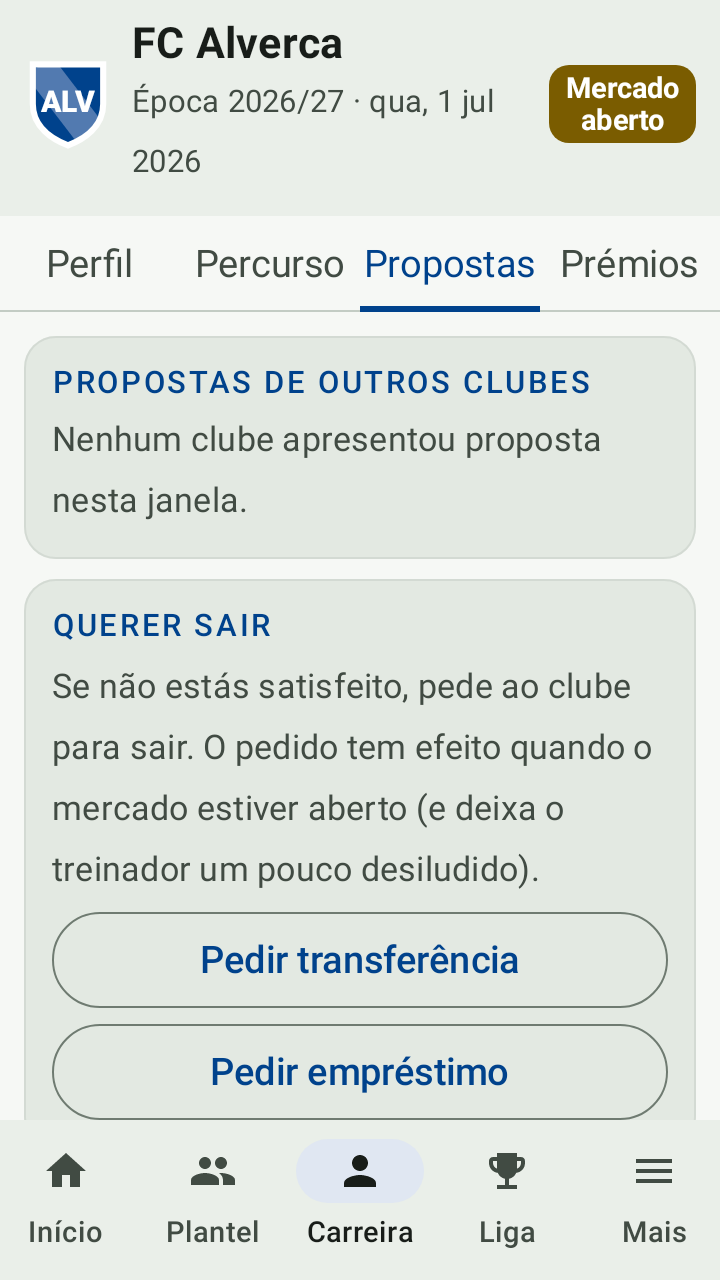 FC Alverca
ALV
Época 2026/27 · qua, 1 jul
2026
Mercado
aberto
Perfil Percurso Propostas Prémios
PROPOSTAS DE OUTROS CLUBES
Nenhum clube apresentou proposta
nesta janela.
QUERER SAIR
Se não estás satisfeito, pede ao clube
para sair. O pedido tem efeito quando o
mercado estiver aberto (e deixa o
treinador um pouco desiludido).
Pedir transferência
Pedir empréstimo
Início Plantel Carreira Liga Mais